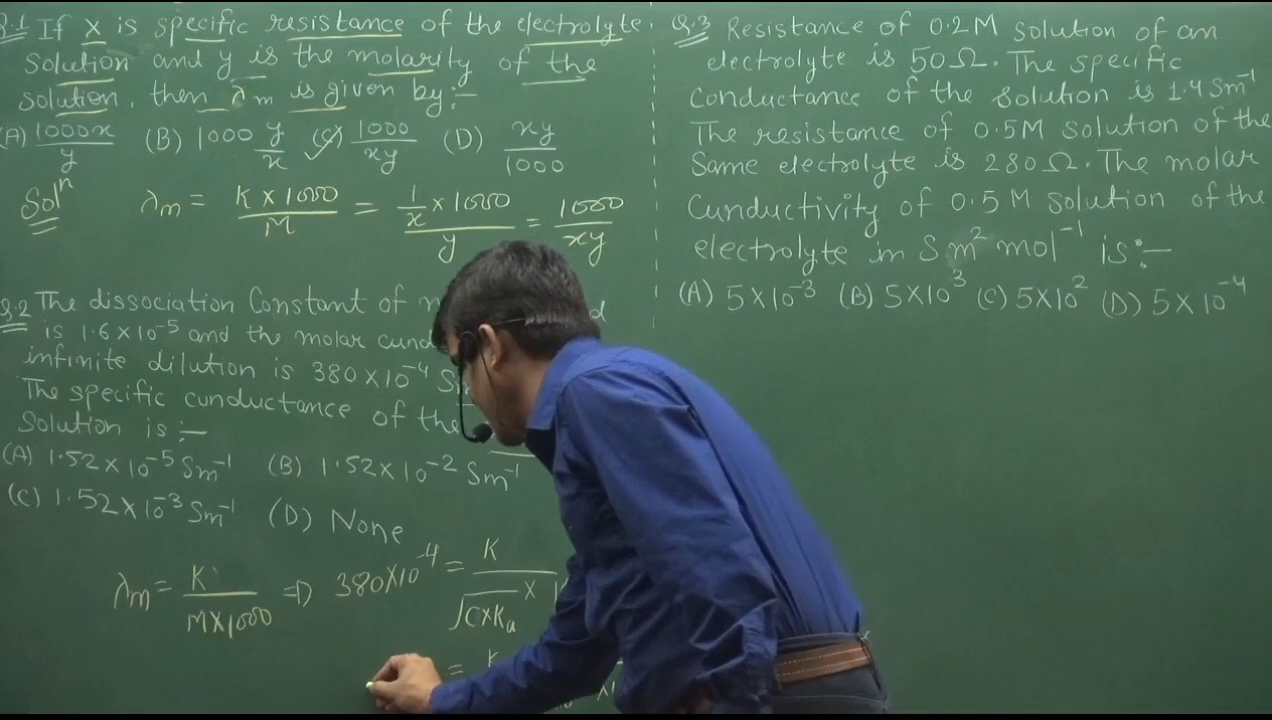 Q.1 If x is specific resistance of the electrolyte
Solution and y is the molarity of the
solution, then λm is given by:-
(A) 1000x/y (B) 1000 y/x (C) 1000/xy (D) xy/1000
Soln λm = K × 1000/M = 1/x × 1000/y = 1000/xy
Q.2 The dissociation Constant of
is 1.6×10⁻⁵ and the molar
infinite dilution is 380×10⁻⁴
The specific cunductance of the
Solution is :-
(A) 1.52×10⁻⁵ Sm⁻¹ (B) 1.52×10⁻² Sm⁻¹
(C) 1.52×10⁻³ Sm⁻¹ (D) None
λm = K/M×1000 ⇒ 380×10⁻⁴ = K/√C×Ka ×
= K
Q.3 Resistance of 0.2M solution of an
electrolyte is 50Ω. The specific
Conductance of the solution is 1.4 Sm⁻¹
The resistance of 0.5M solution of the
Same electrolyte is 280Ω. The molar
Cunductivity of 0.5M solution of the
electrolyte in S m² mol⁻¹ is:-
(A) 5×10⁻³ (B) 5×10³ (C) 5×10² (D) 5×10⁻⁴